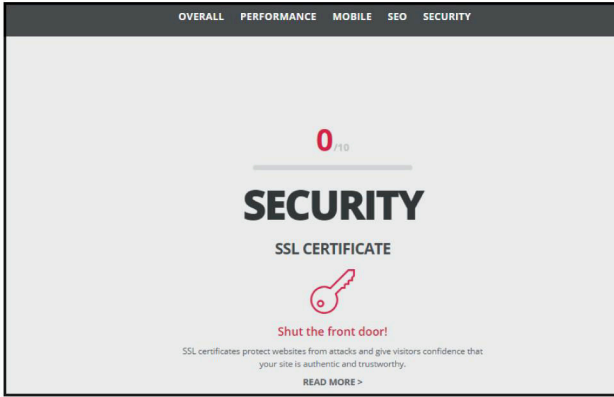 OVERALL PERFORMANCE MOBILE SEO SECURITY
0/10
SECURITY
SSL CERTIFICATE
Shut the front door!
SSL certificates protect websites from attacks and give visitors confidence that
your site is authentic and trustworthy.
READ MORE >